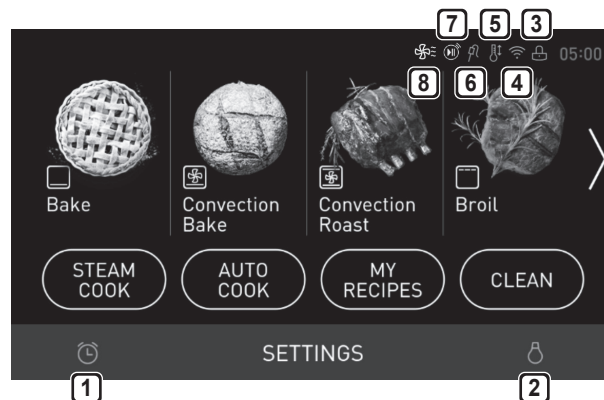 7 5 3
05:00
8 6 4
Bake
Convection
Bake
Convection
Roast
Broil
STEAM
COOK
AUTO
COOK
MY
RECIPES
CLEAN
SETTINGS
1 2